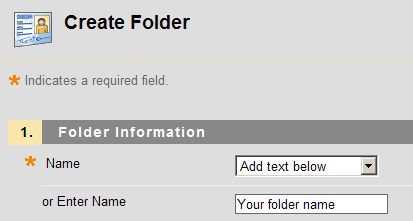 Create Folder
* Indicates a required field.
1. Folder Information
* Name Add text below
or Enter Name Your folder name